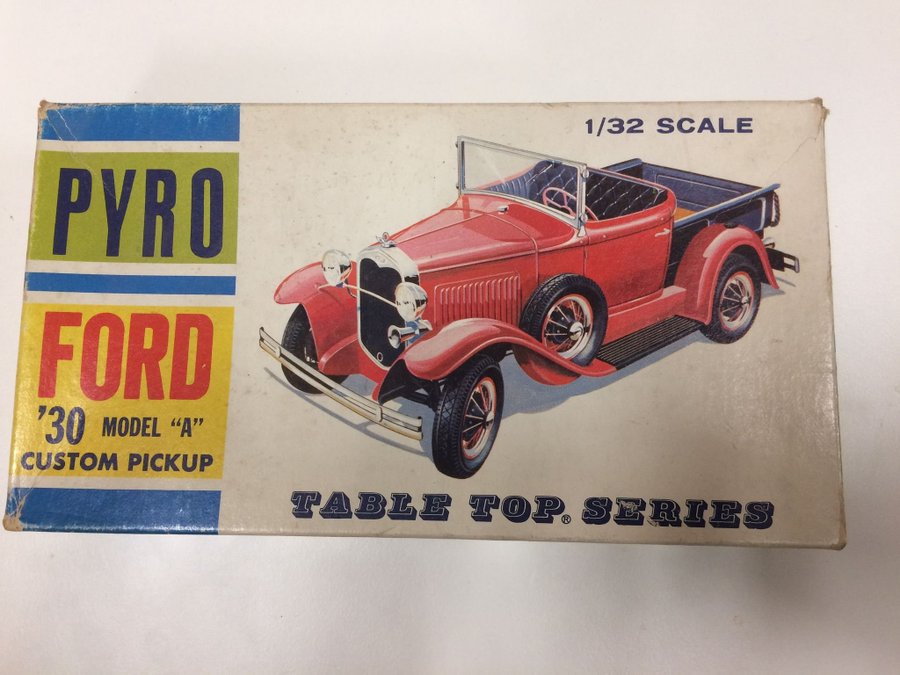 PYRO
FORD
'30 MODEL “A”
CUSTOM PICKUP
1/32 SCALE
TABLE TOP® SERIES